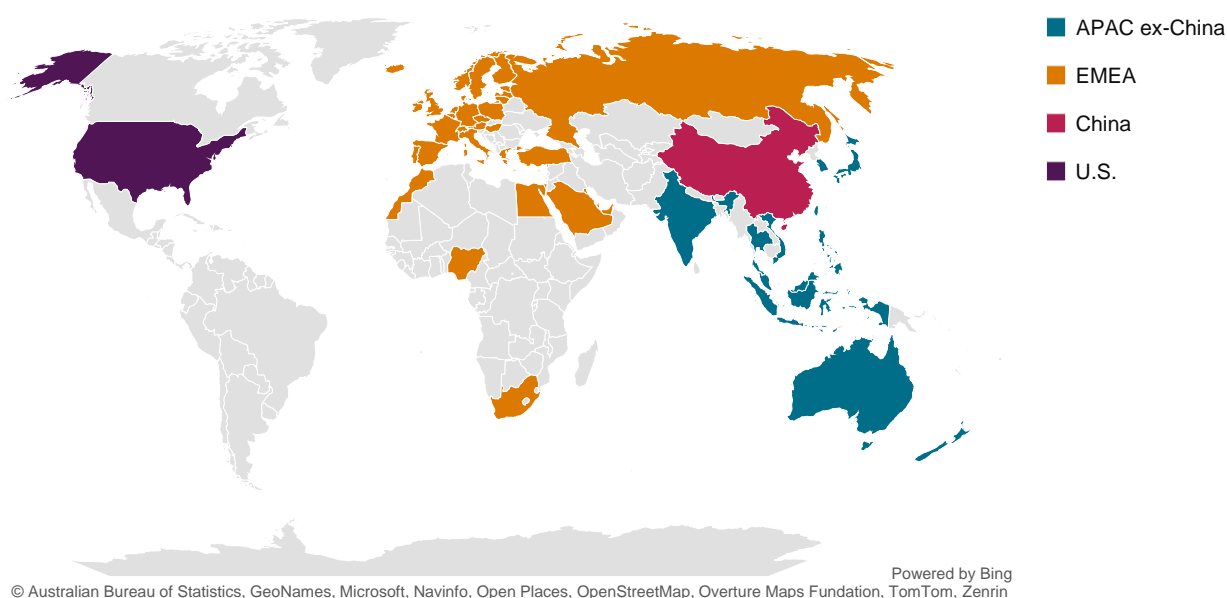 APAC ex-China
EMEA
China
U.S.
Powered by Bing
© Australian Bureau of Statistics, GeoNames, Microsoft, Navinfo, Open Places, OpenStreetMap, Overture Maps Fundation, TomTom, Zenrin